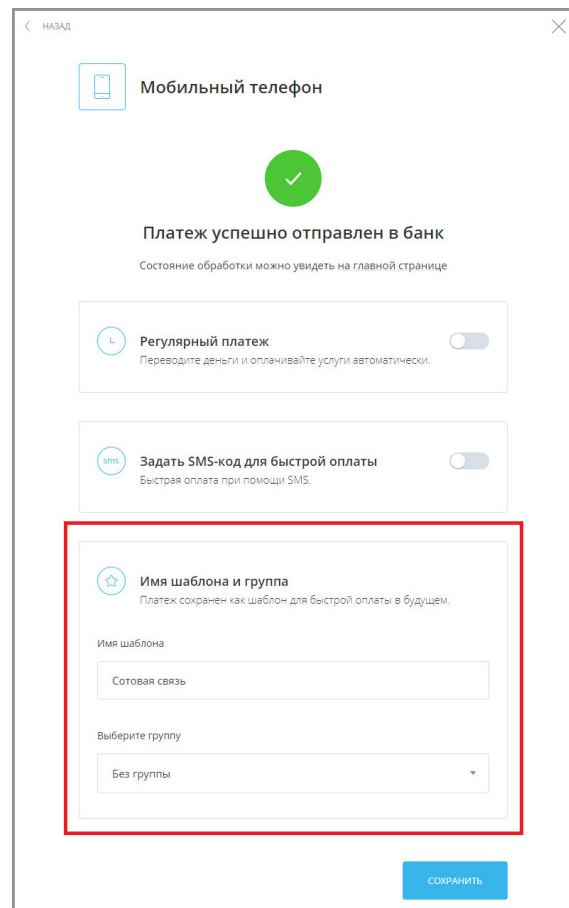 НАЗАД
Мобильный телефон
Платеж успешно отправлен в банк
Состояние обработки можно увидеть на главной странице
Регулярный платеж
Переводите деньги и оплачивайте услуги автоматически.
sms
Задать SMS-код для быстрой оплаты
Быстрая оплата при помощи SMS.
Имя шаблона и группа
Платеж сохранен как шаблон для быстрой оплаты в будущем.
Имя шаблона
Сотовая связь
Выберите группу
Без группы
СОХРАНИТЬ